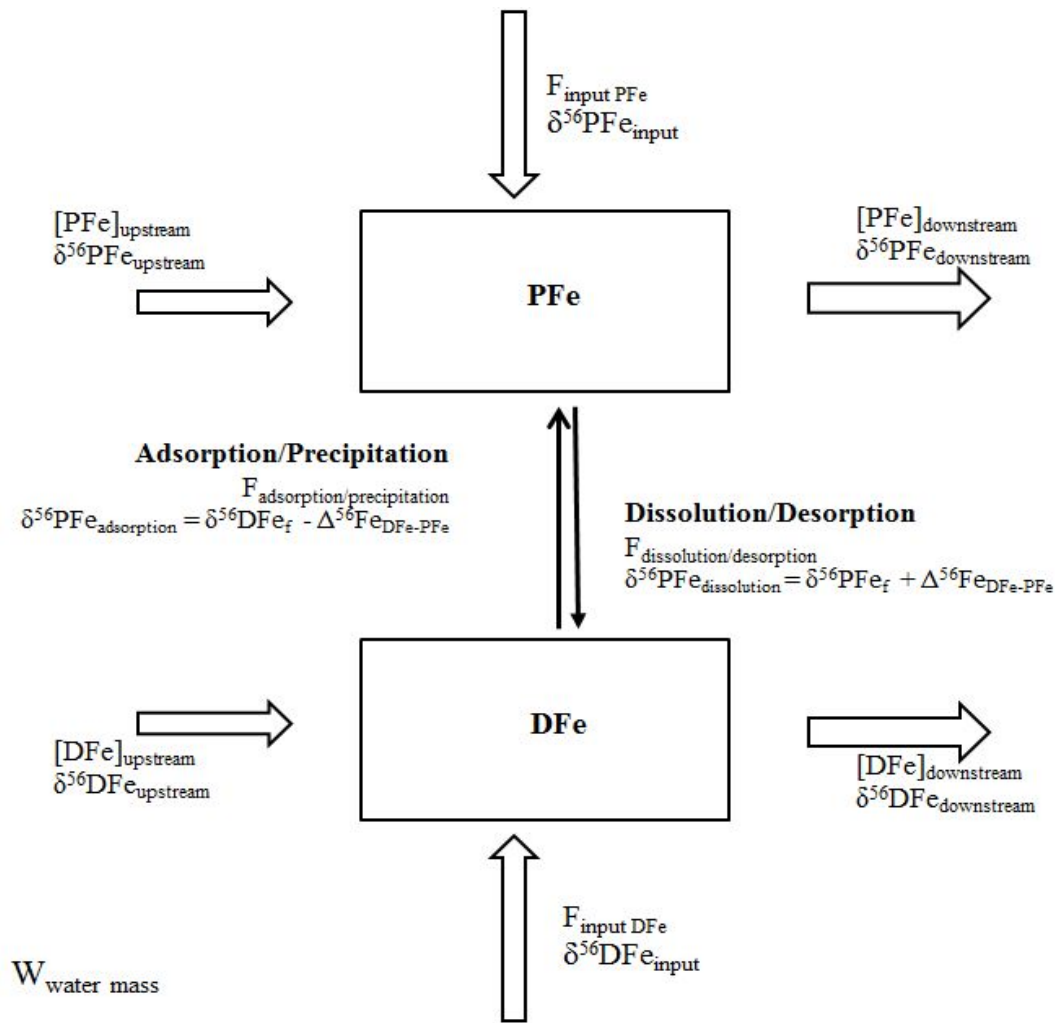 F_input PFe
δ⁵⁶PFe_input
[PFe]_upstream
δ⁵⁶PFe_upstream
PFe
[PFe]_downstream
δ⁵⁶PFe_downstream
Adsorption/Precipitation
F_adsorption/precipitation
δ⁵⁶PFe_adsorption = δ⁵⁶DFe_f - Δ⁵⁶Fe_DFe-PFe
Dissolution/Desorption
F_dissolution/desorption
δ⁵⁶PFe_dissolution = δ⁵⁶PFe_f + Δ⁵⁶Fe_DFe-PFe
[DFe]_upstream
δ⁵⁶DFe_upstream
DFe
[DFe]_downstream
δ⁵⁶DFe_downstream
F_input DFe
δ⁵⁶DFe_input
W_water mass